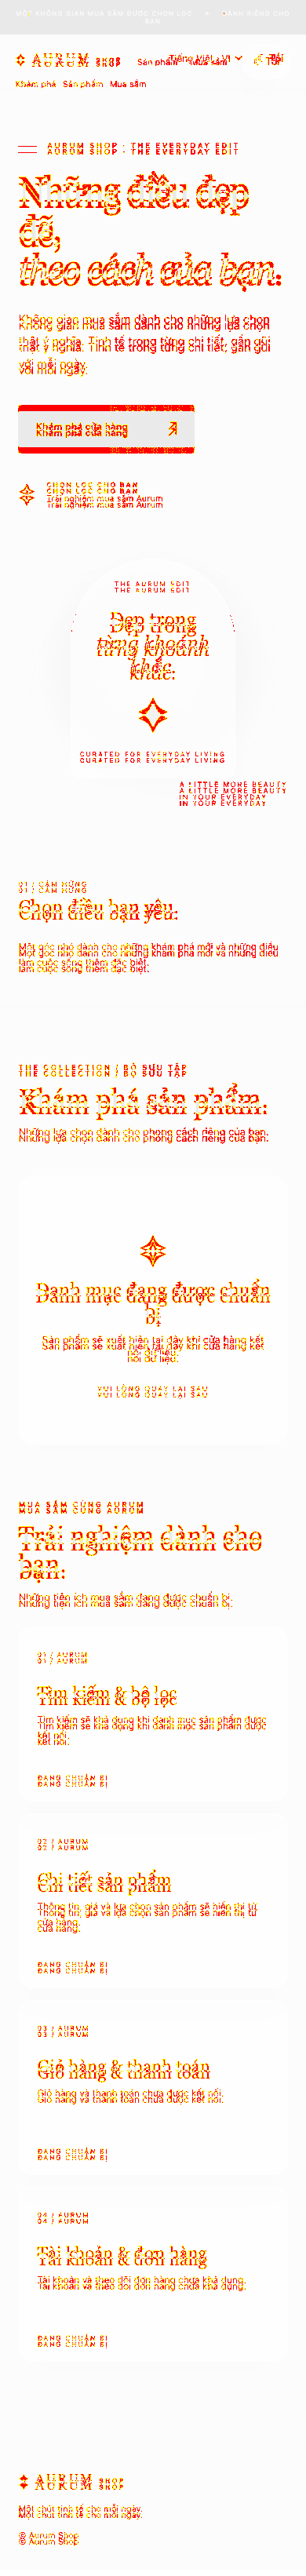 MỘT KHÔNG GIAN MUA SẮM ĐƯỢC CHỌN LỌC
DÀNH RIÊNG CHO
BẠN
AURUM SHOP
Sản phẩm
Mua sắm
Tiếng Việt · VI
Tối
Khám phá Sản phẩm Mua sắm
AURUM SHOP · THE EVERYDAY EDIT
Những điều đẹp
đẽ,
theo cách của bạn.
Không gian mua sắm dành cho những lựa chọn
thật ý nghĩa. Tinh tế trong từng chi tiết, gần gũi
với mỗi ngày.
Khám phá cửa hàng
CHỌN LỌC CHO BẠN
Trải nghiệm mua sắm Aurum
THE AURUM EDIT
Đẹp trong
từng khoảnh
khắc.
CURATED FOR EVERYDAY LIVING
A LITTLE MORE BEAUTY
IN YOUR EVERYDAY
01 / CẢM HỨNG
Chọn điều bạn yêu.
Một góc nhỏ dành cho những khám phá mới và những điều
làm cuộc sống thêm đặc biệt.
THE COLLECTION / BỘ SƯU TẬP
Khám phá sản phẩm.
Những lựa chọn dành cho phong cách riêng của bạn.
Danh mục đang được chuẩn
bị
Sản phẩm sẽ xuất hiện tại đây khi cửa hàng kết
nối dữ liệu.
VUI LÒNG QUAY LẠI SAU
MUA SẮM CÙNG AURUM
Trải nghiệm dành cho
bạn.
Những tiện ích mua sắm đang được chuẩn bị.
01 / AURUM
Tìm kiếm & bộ lọc
Tìm kiếm sẽ khả dụng khi danh mục sản phẩm được
kết nối.
ĐANG CHUẨN BỊ
02 / AURUM
Chi tiết sản phẩm
Thông tin, giá và lựa chọn sản phẩm sẽ hiển thị từ
cửa hàng.
ĐANG CHUẨN BỊ
03 / AURUM
Giỏ hàng & thanh toán
Giỏ hàng và thanh toán chưa được kết nối.
ĐANG CHUẨN BỊ
04 / AURUM
Tài khoản & đơn hàng
Tài khoản và theo dõi đơn hàng chưa khả dụng.
ĐANG CHUẨN BỊ
AURUM SHOP
Một chút tinh tế cho mỗi ngày.
© Aurum Shop